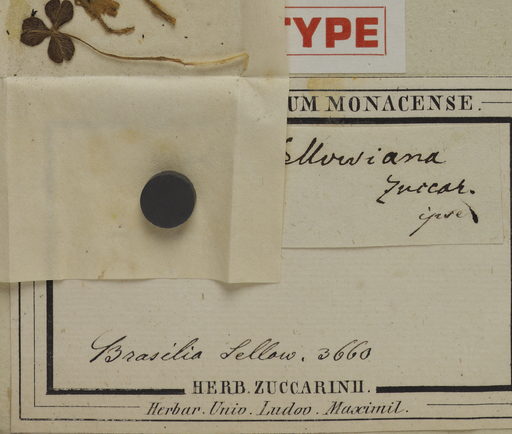 TYPE
UM MONACENSE.
ellowiana
Zuccar.
ipse
Brasilia Sellow. 3660
HERB. ZUCCARINII.
Herbar. Univ. Ludov. Maximil.